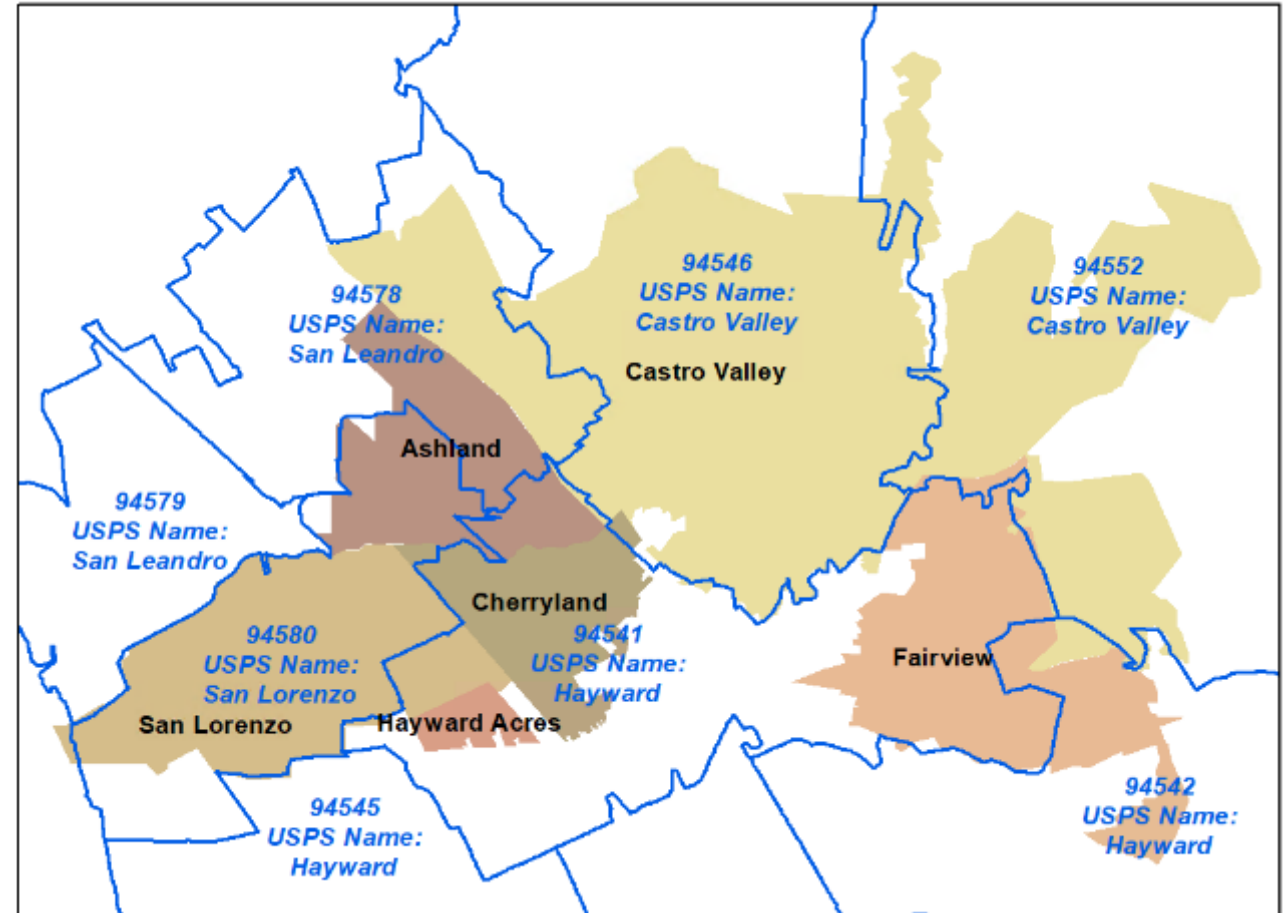 94546
USPS Name:
Castro Valley
94552
USPS Name:
Castro Valley
94578
USPS Name:
San Leandro
Castro Valley
Ashland
94579
USPS Name:
San Leandro
Cherryland
94580
USPS Name:
San Lorenzo
94541
USPS Name:
Hayward
Fairview
San Lorenzo
Hayward Acres
94545
USPS Name:
Hayward
94542
USPS Name:
Hayward